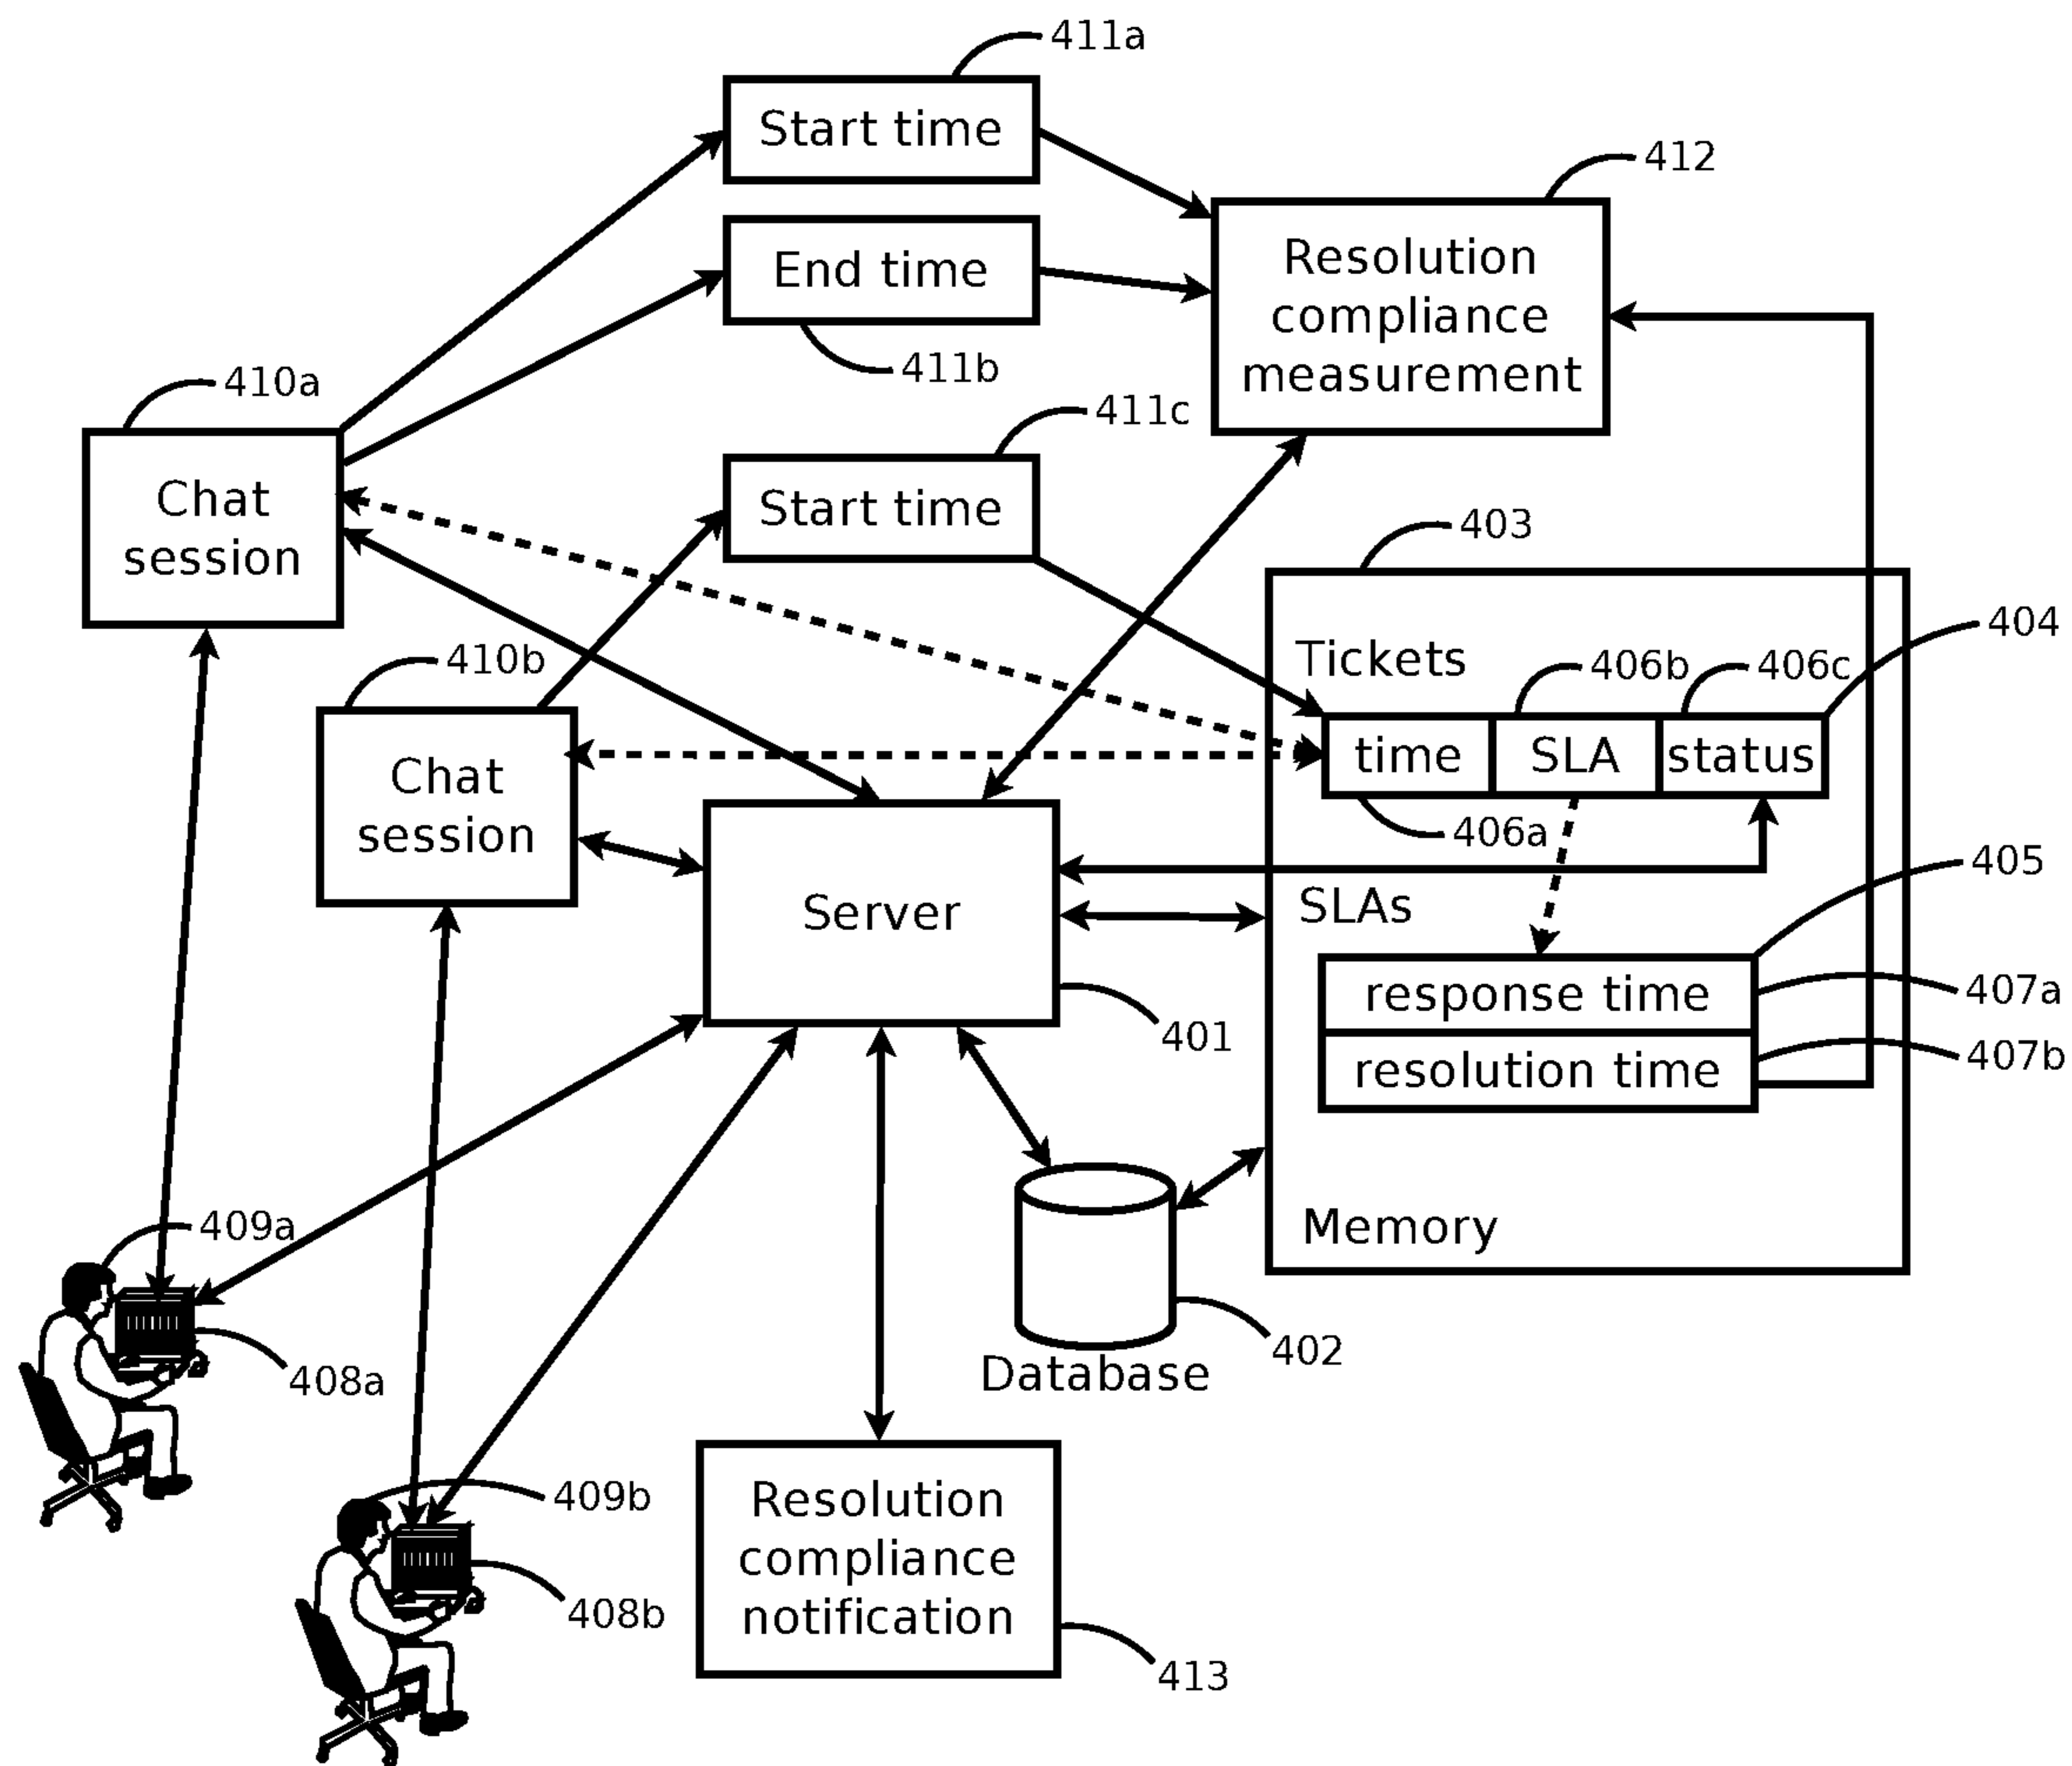 411a
Start time
412
End time
Resolution
compliance
measurement
411b
410a
411c
Chat
session
Start time
403
404
Tickets
406b
406c
410b
time
SLA
status
Chat
session
406a
405
SLAs
Server
response time
407a
401
resolution time
407b
409a
Memory
402
Database
408a
409b
Resolution
compliance
notification
408b
413